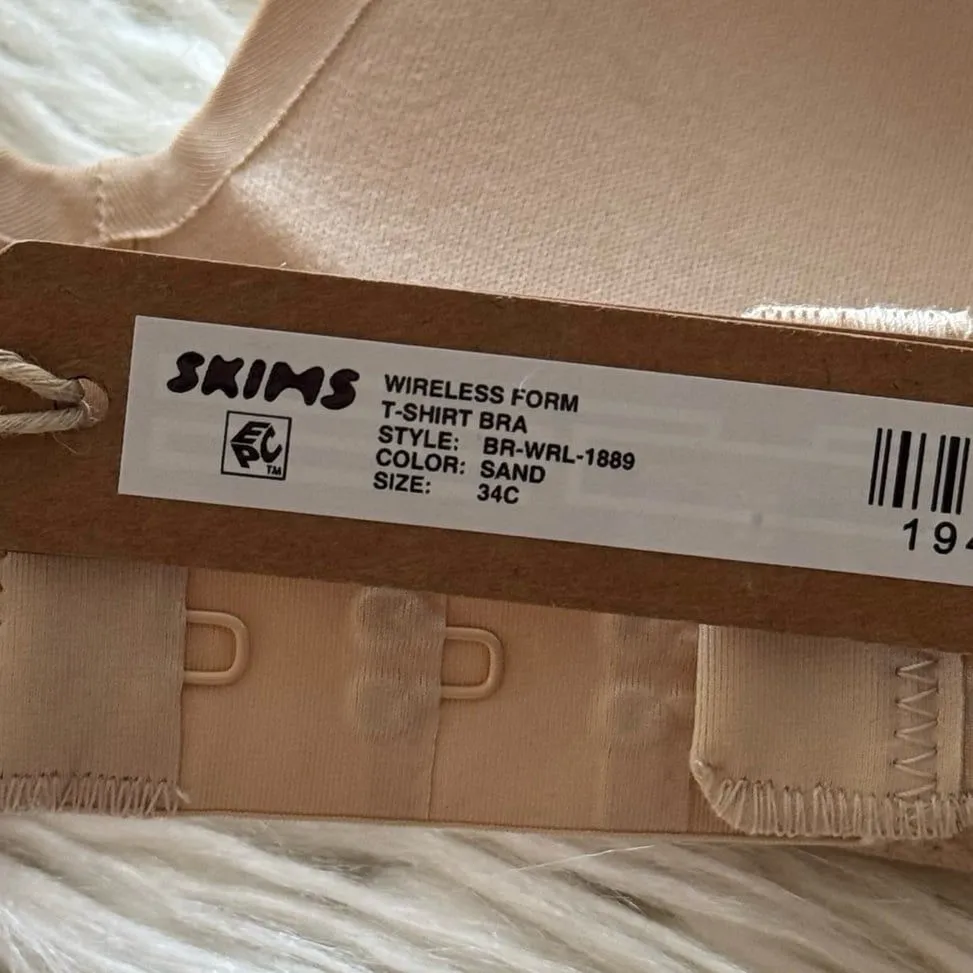 SKIMS
EPC
TM
WIRELESS FORM
T-SHIRT BRA
STYLE: BR-WRL-1889
COLOR: SAND
SIZE: 34C
194